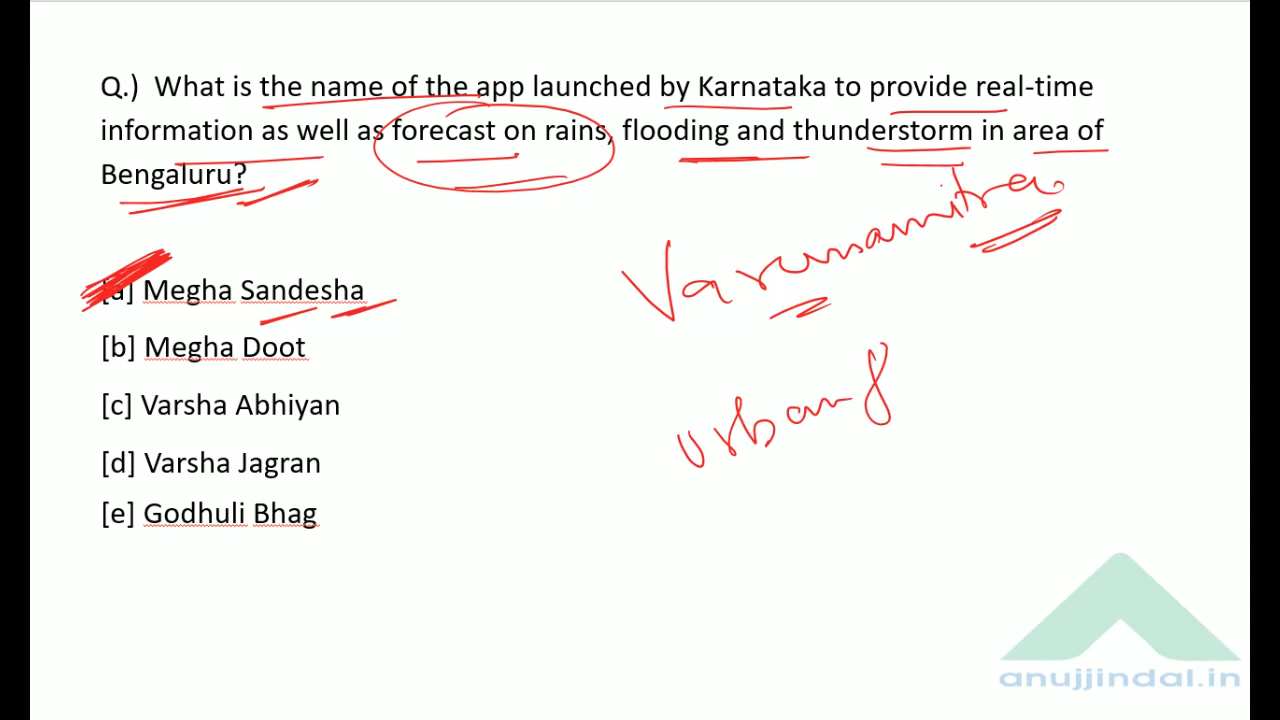 Q.) What is the name of the app launched by Karnataka to provide real-time
information as well as forecast on rains, flooding and thunderstorm in area of
Bengaluru?
Varunamitra
[a] Megha Sandesha
[b] Megha Doot
urban f
[c] Varsha Abhiyan
[d] Varsha Jagran
[e] Godhuli Bhag
anujjindal.in